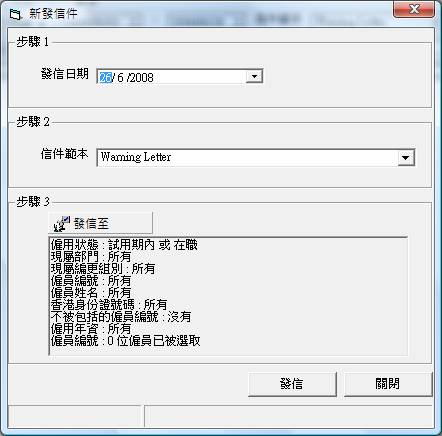 新發信件
步驟 1
發信日期 26/ 6 /2008
步驟 2
信件範本 Warning Letter
步驟 3
發信至
僱用狀態 : 試用期內 或 在職
現屬部門 : 所有
現屬編更組別 : 所有
僱員編號 : 所有
僱員姓名 : 所有
香港身份證號碼 : 所有
不被包括的僱員編號 : 沒有
僱用年資 : 所有
僱員編號 : 0 位僱員已被選取
發信 關閉